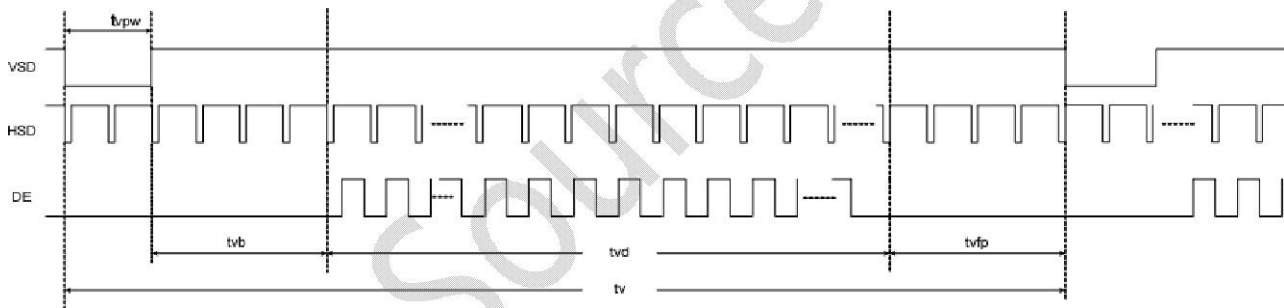 tvpw
VSD
HSD
DE
tvb
tvd
tvfp
tv
Source